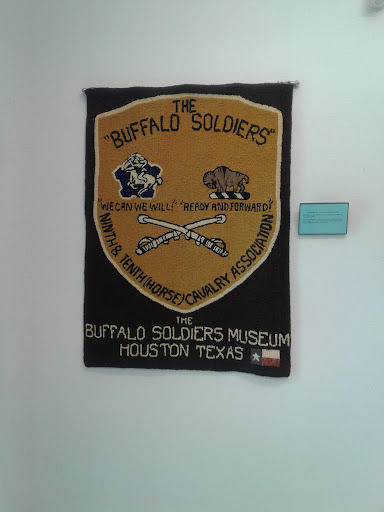 THE
"BUFFALO SOLDIERS"
"WE CAN WE WILL!" "READY AND FORWARD"
NINTH & TENTH (HORSE) CAVALRY ASSOCIATION
THE
BUFFALO SOLDIERS MUSEUM
HOUSTON TEXAS